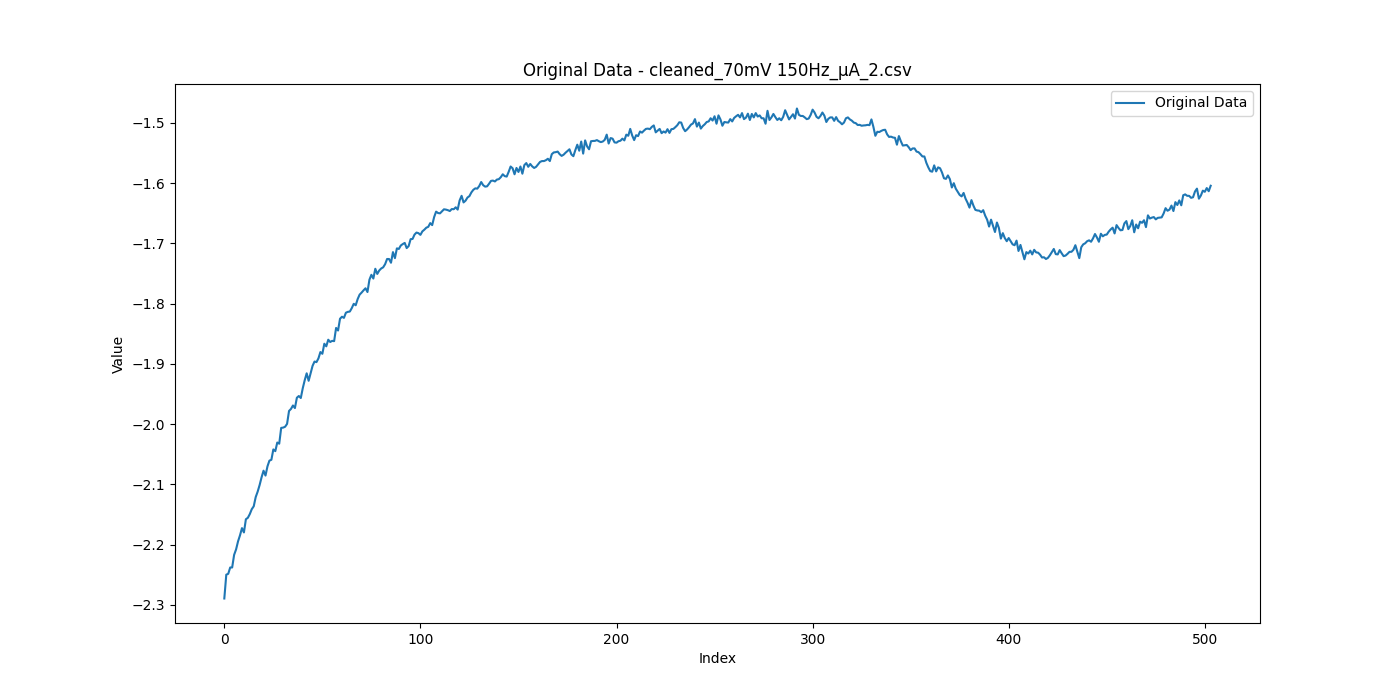 Original Data - cleaned_70mV 150Hz_μA_2.csv
Original Data
−1.5
−1.6
−1.7
−1.8
−1.9
−2.0
−2.1
−2.2
−2.3
Value
0 100 200 300 400 500
Index